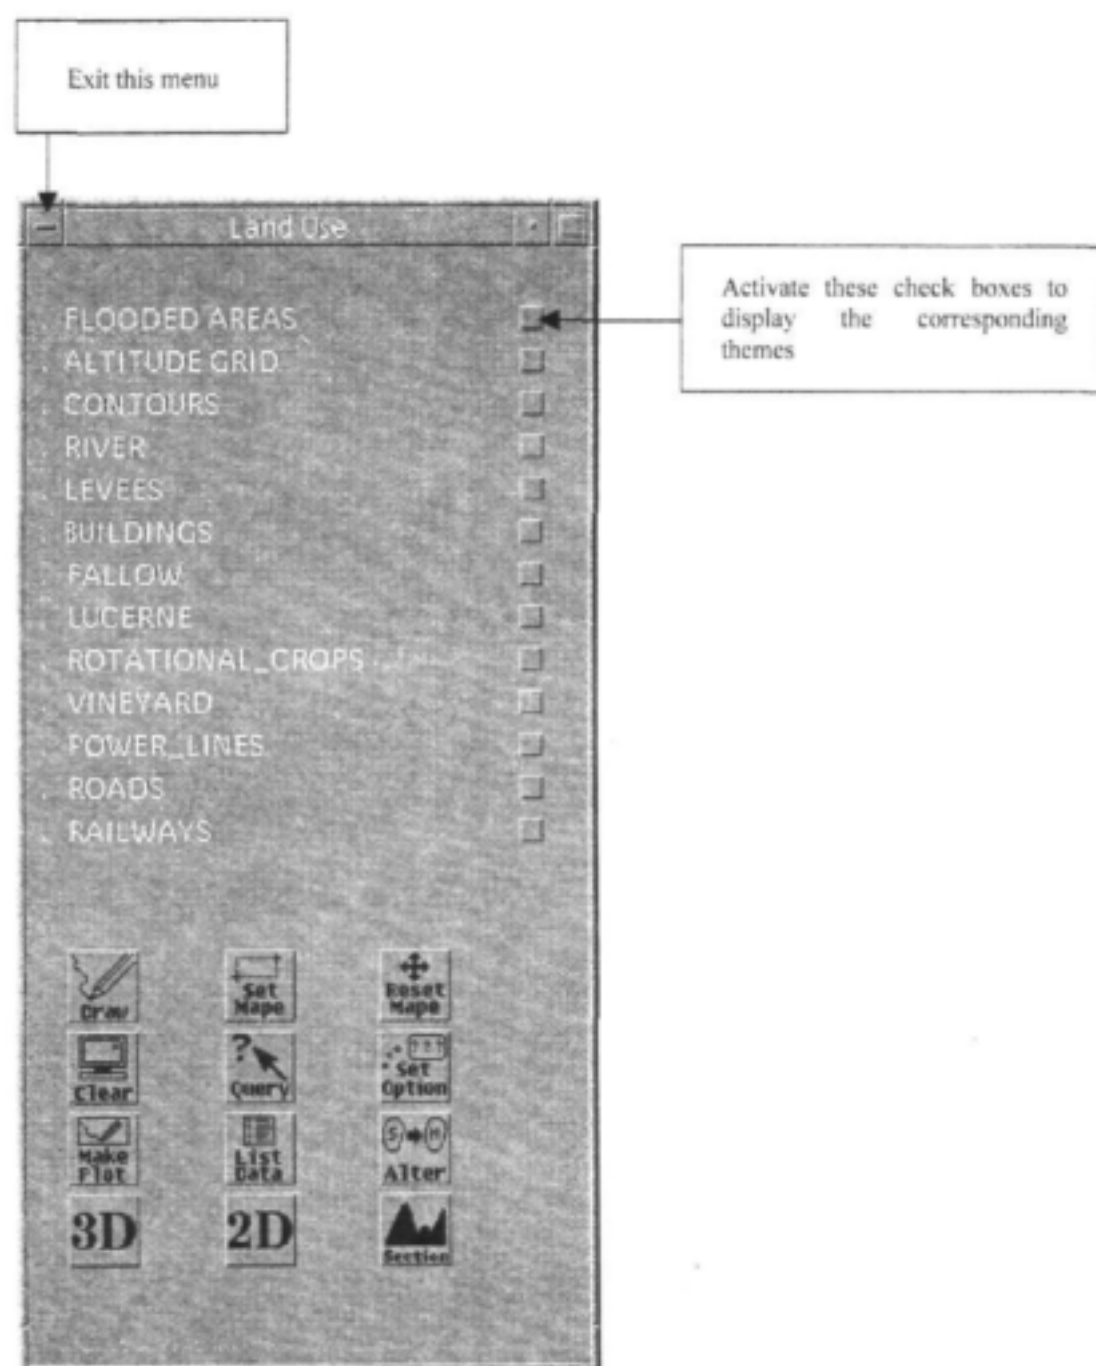 Exit this menu
Land Use
Activate these check boxes to
display the corresponding
themes
FLOODED AREAS
ALTITUDE GRID
CONTOURS
RIVER
LEVEES
BUILDINGS
FALLOW
LUCERNE
ROTATIONAL_CROPS
VINEYARD
POWER_LINES
ROADS
RAILWAYS
Draw
Set
Mape
Reset
Mape
Clear
?
Query
???
Set
Option
Make
Plot
List
Data
S
M
Alter
3D
2D
Section